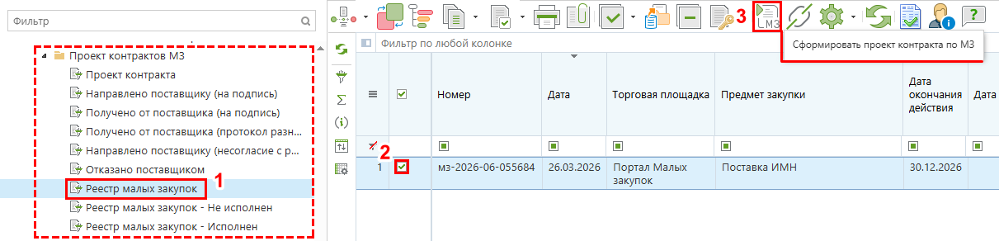 Фильтр
Проект контрактов МЗ
Проект контракта
Направлено поставщику (на подпись)
Получено от поставщика (на подпись)
Получено от поставщика (протокол разн...
Направлено поставщику (несогласие с р...
Отказано поставщиком
Реестр малых закупок
1
Реестр малых закупок - Не исполнен
Реестр малых закупок - Исполнен
3
МЗ
?
Сформировать проект контракта по МЗ
Фильтр по любой колонке
Номер
Дата
Торговая площадка
Предмет закупки
Дата
окончания
действия
Дата
2
1
мз-2026-06-055684
26.03.2026
Портал Малых
закупок
Поставка ИМН
30.12.2026